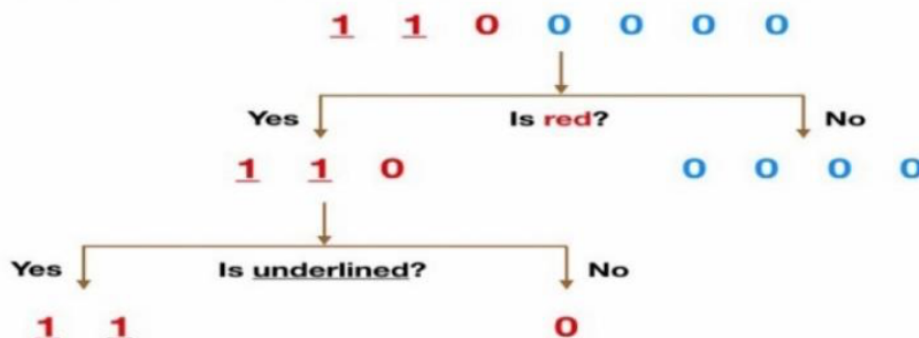 1 1 0 0 0 0 0
Yes Is red? No
1 1 0 0 0 0 0
Yes Is underlined? No
1 1 0